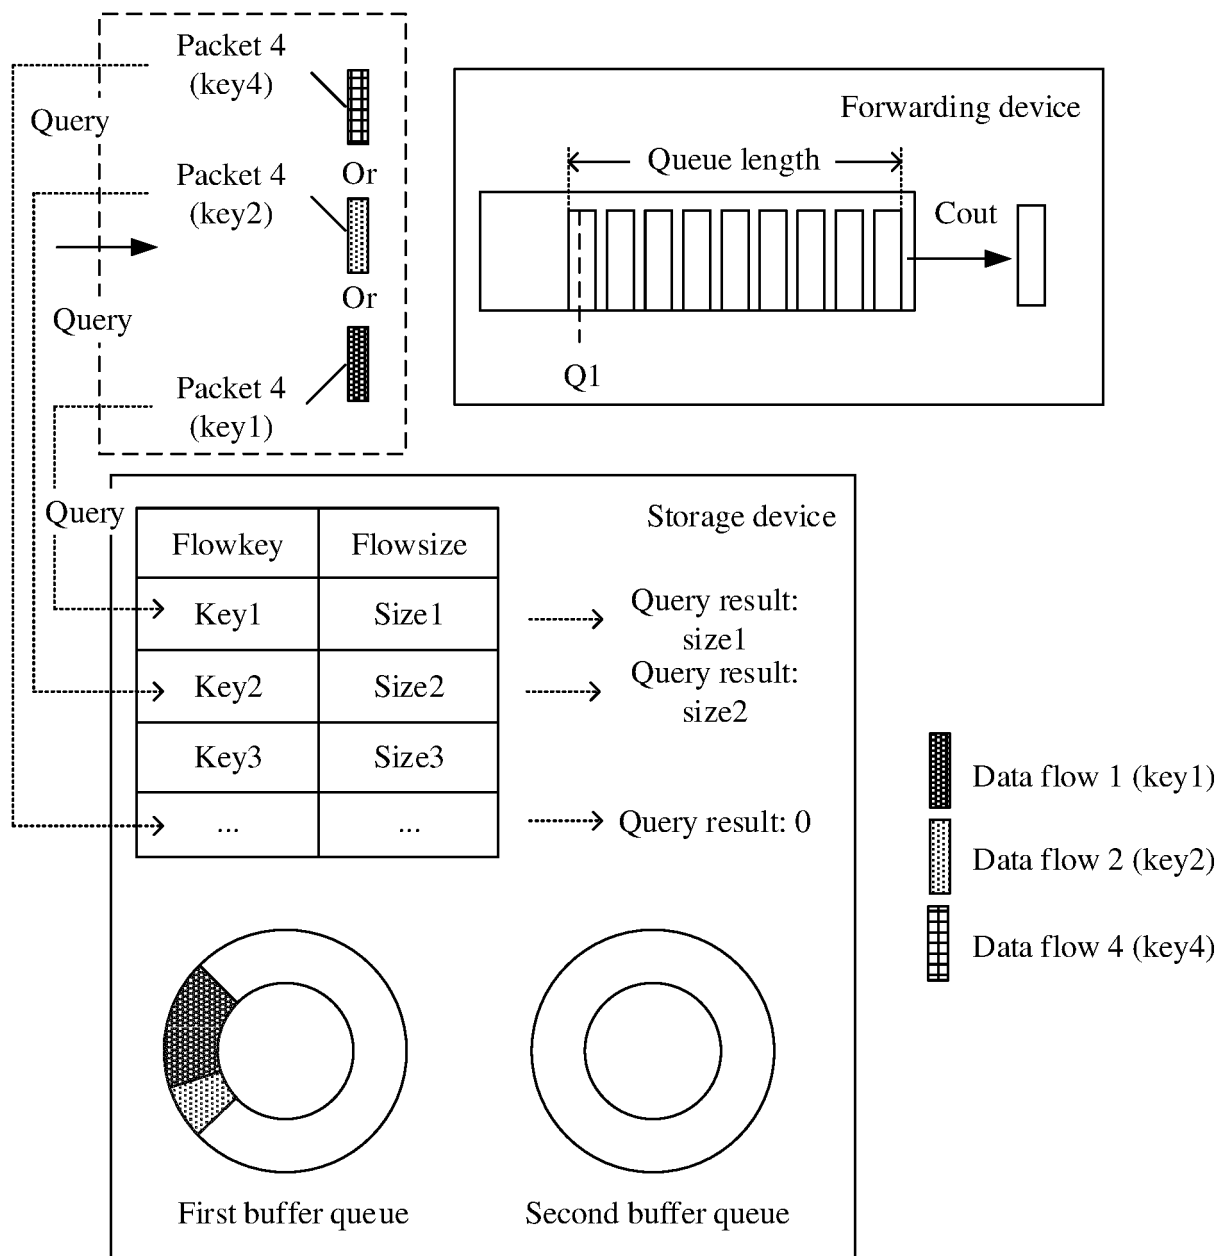 Packet 4
(key4)
Query
Or
Packet 4
(key2)
Or
Query
Packet 4
(key1)
Forwarding device
Queue length
Cout
Q1
Query
Storage device
Flowkey Flowsize
Key1 Size1
Query result:
size1
Key2 Size2
Query result:
size2
Key3 Size3
... ...
Query result: 0
Data flow 1 (key1)
Data flow 2 (key2)
Data flow 4 (key4)
First buffer queue
Second buffer queue